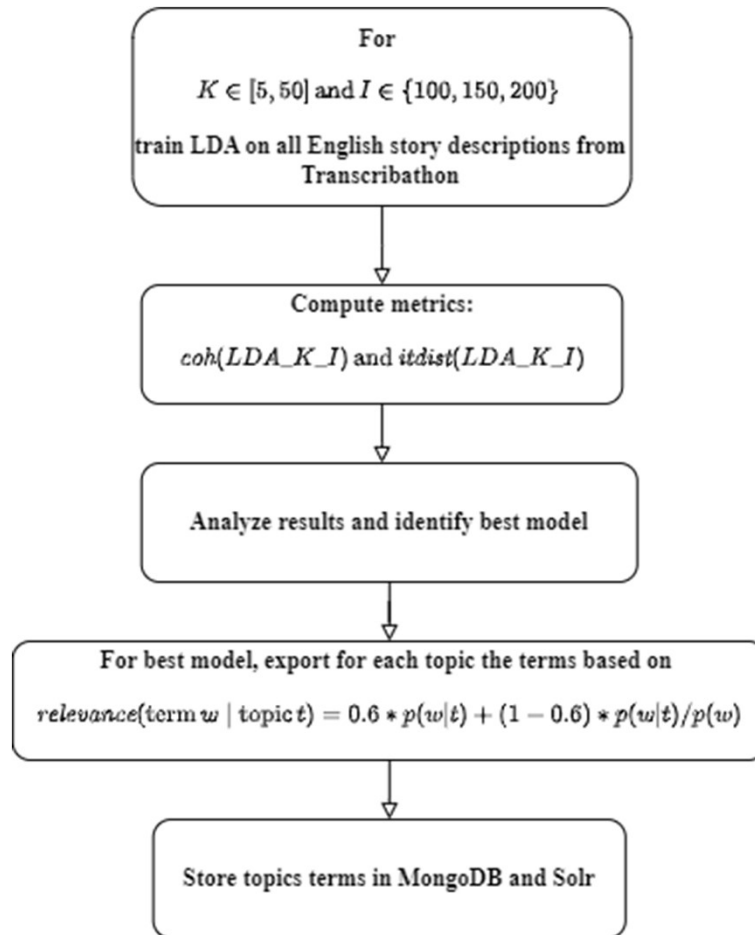 For
K ∈ [5, 50] and I ∈ {100, 150, 200}
train LDA on all English story descriptions from
Transcribathon
Compute metrics:
coh(LDA_K_I) and itdist(LDA_K_I)
Analyze results and identify best model
For best model, export for each topic the terms based on
relevance(term w | topic t) = 0.6 * p(w|t) + (1 − 0.6) * p(w|t)/p(w)
Store topics terms in MongoDB and Solr